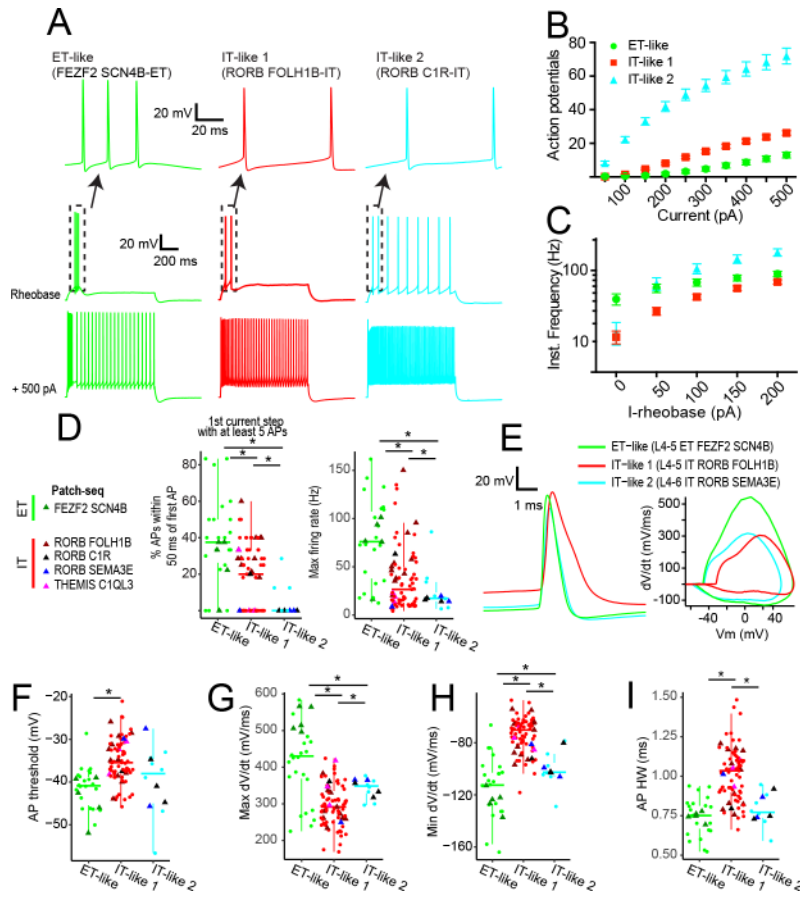 A
ET-like
(FEZF2 SCN4B-ET)
IT-like 1
(RORB FOLH1B-IT)
IT-like 2
(RORB C1R-IT)
20 mV
20 ms
20 mV
200 ms
Rheobase
+ 500 pA
B
Action potentials
80
60
40
20
ET-like
IT-like 1
IT-like 2
100
200
300
400
500
Current (pA)
C
Inst. Frequency (Hz)
100
10
0
50
100
150
200
I-rheobase (pA)
D
Patch-seq
ET
FEZF2 SCN4B
IT
RORB FOLH1B
RORB C1R
RORB SEMA3E
THEMIS C1QL3
1st current step
with at least 5 APs
*
*
*
% APs within
50 ms of first AP
80
60
40
20
0
ET-like
IT-like 1
IT-like 2
*
*
*
Max firing rate (Hz)
150
100
50
0
ET-like
IT-like 1
IT-like 2
E
20 mV
1 ms
ET-like (L4-5 ET FEZF2 SCN4B)
IT-like 1 (L4-5 IT RORB FOLH1B)
IT-like 2 (L4-6 IT RORB SEMA3E)
dV/dt (mV/ms)
500
300
100
-100
-40
0
40
Vm (mV)
F
*
AP threshold (mV)
−20
−30
−40
−50
ET-like
IT-like 1
IT-like 2
G
*
*
*
Max dV/dt (mV/ms)
600
500
400
300
200
ET-like
IT-like 1
IT-like 2
H
*
*
*
Min dV/dt (mV/ms)
−80
−120
−160
ET-like
IT-like 1
IT-like 2
I
*
*
AP HW (ms)
1.50
1.25
1.00
0.75
0.50
ET-like
IT-like 1
IT-like 2